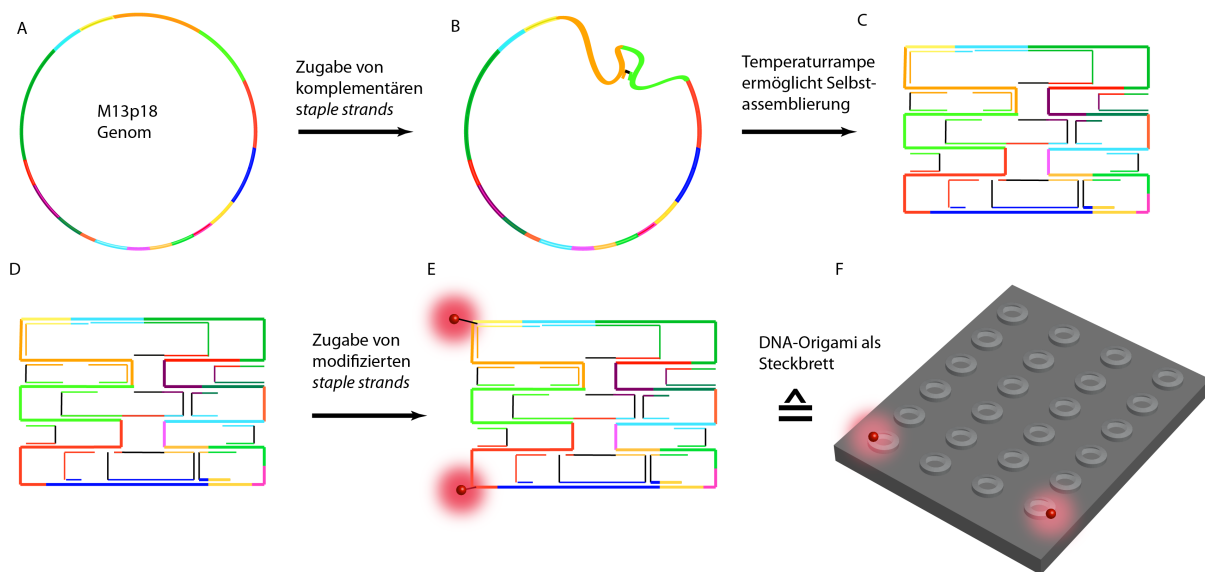 A
M13p18
Genom
Zugabe von
komplementären
staple strands
B
Temperaturrampe
ermöglicht Selbst-
assemblierung
C
D
Zugabe von
modifizierten
staple strands
E
DNA-Origami als
Steckbrett
F